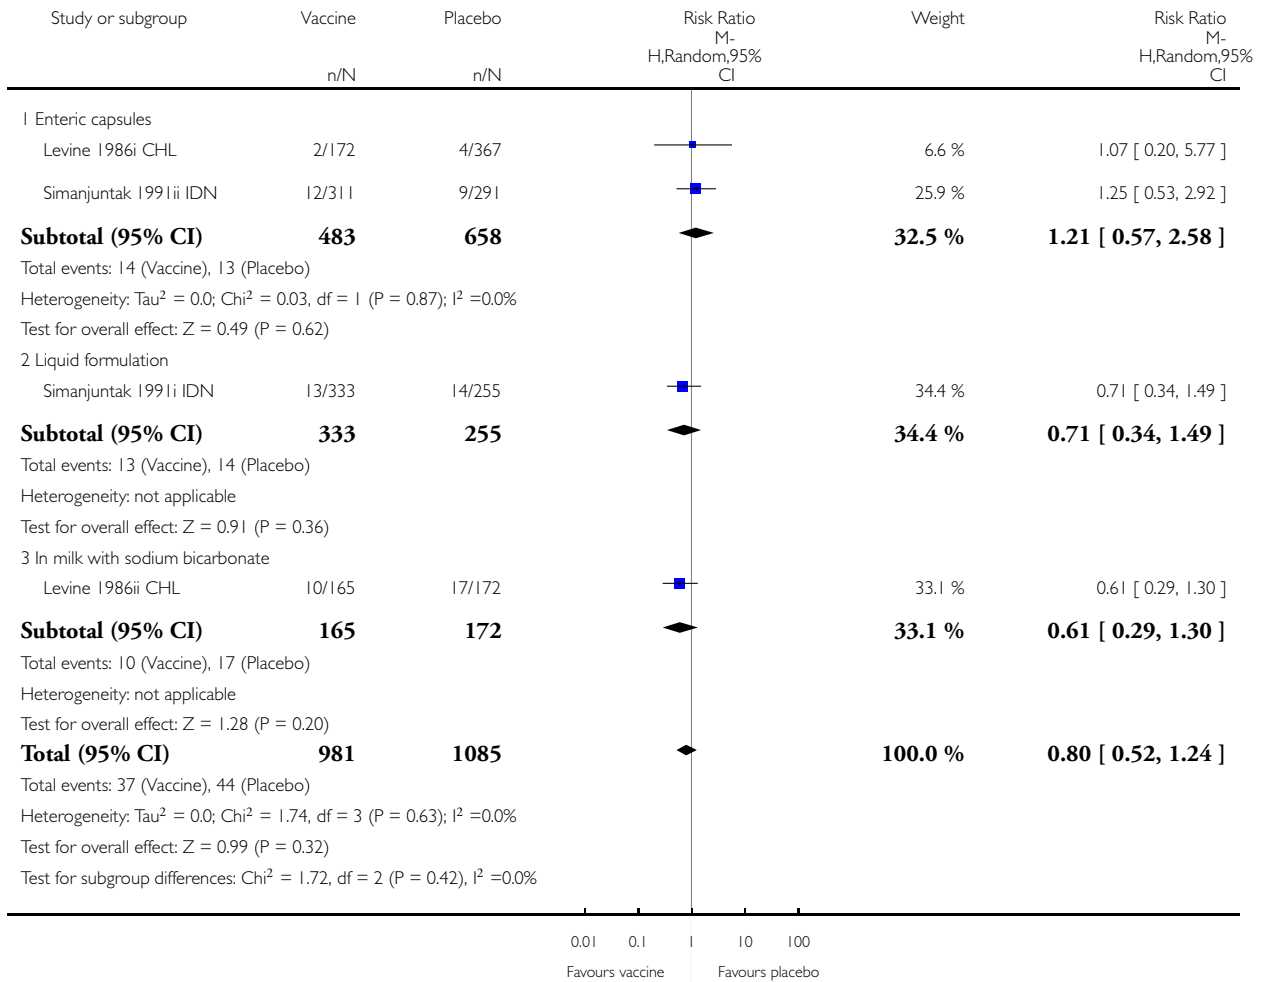 Study or subgroup Vaccine Placebo Risk Ratio Weight Risk Ratio
M- M-
H,Random,95% H,Random,95%
n/N n/N CI CI
1 Enteric capsules
Levine 1986i CHL 2/172 4/367 6.6 % 1.07 [ 0.20, 5.77 ]
Simanjuntak 1991ii IDN 12/311 9/291 25.9 % 1.25 [ 0.53, 2.92 ]
Subtotal (95% CI) 483 658 32.5 % 1.21 [ 0.57, 2.58 ]
Total events: 14 (Vaccine), 13 (Placebo)
Heterogeneity: Tau² = 0.0; Chi² = 0.03, df = 1 (P = 0.87); I² =0.0%
Test for overall effect: Z = 0.49 (P = 0.62)
2 Liquid formulation
Simanjuntak 1991i IDN 13/333 14/255 34.4 % 0.71 [ 0.34, 1.49 ]
Subtotal (95% CI) 333 255 34.4 % 0.71 [ 0.34, 1.49 ]
Total events: 13 (Vaccine), 14 (Placebo)
Heterogeneity: not applicable
Test for overall effect: Z = 0.91 (P = 0.36)
3 In milk with sodium bicarbonate
Levine 1986ii CHL 10/165 17/172 33.1 % 0.61 [ 0.29, 1.30 ]
Subtotal (95% CI) 165 172 33.1 % 0.61 [ 0.29, 1.30 ]
Total events: 10 (Vaccine), 17 (Placebo)
Heterogeneity: not applicable
Test for overall effect: Z = 1.28 (P = 0.20)
Total (95% CI) 981 1085 100.0 % 0.80 [ 0.52, 1.24 ]
Total events: 37 (Vaccine), 44 (Placebo)
Heterogeneity: Tau² = 0.0; Chi² = 1.74, df = 3 (P = 0.63); I² =0.0%
Test for overall effect: Z = 0.99 (P = 0.32)
Test for subgroup differences: Chi² = 1.72, df = 2 (P = 0.42), I² =0.0%
0.01 0.1 1 10 100
Favours vaccine Favours placebo